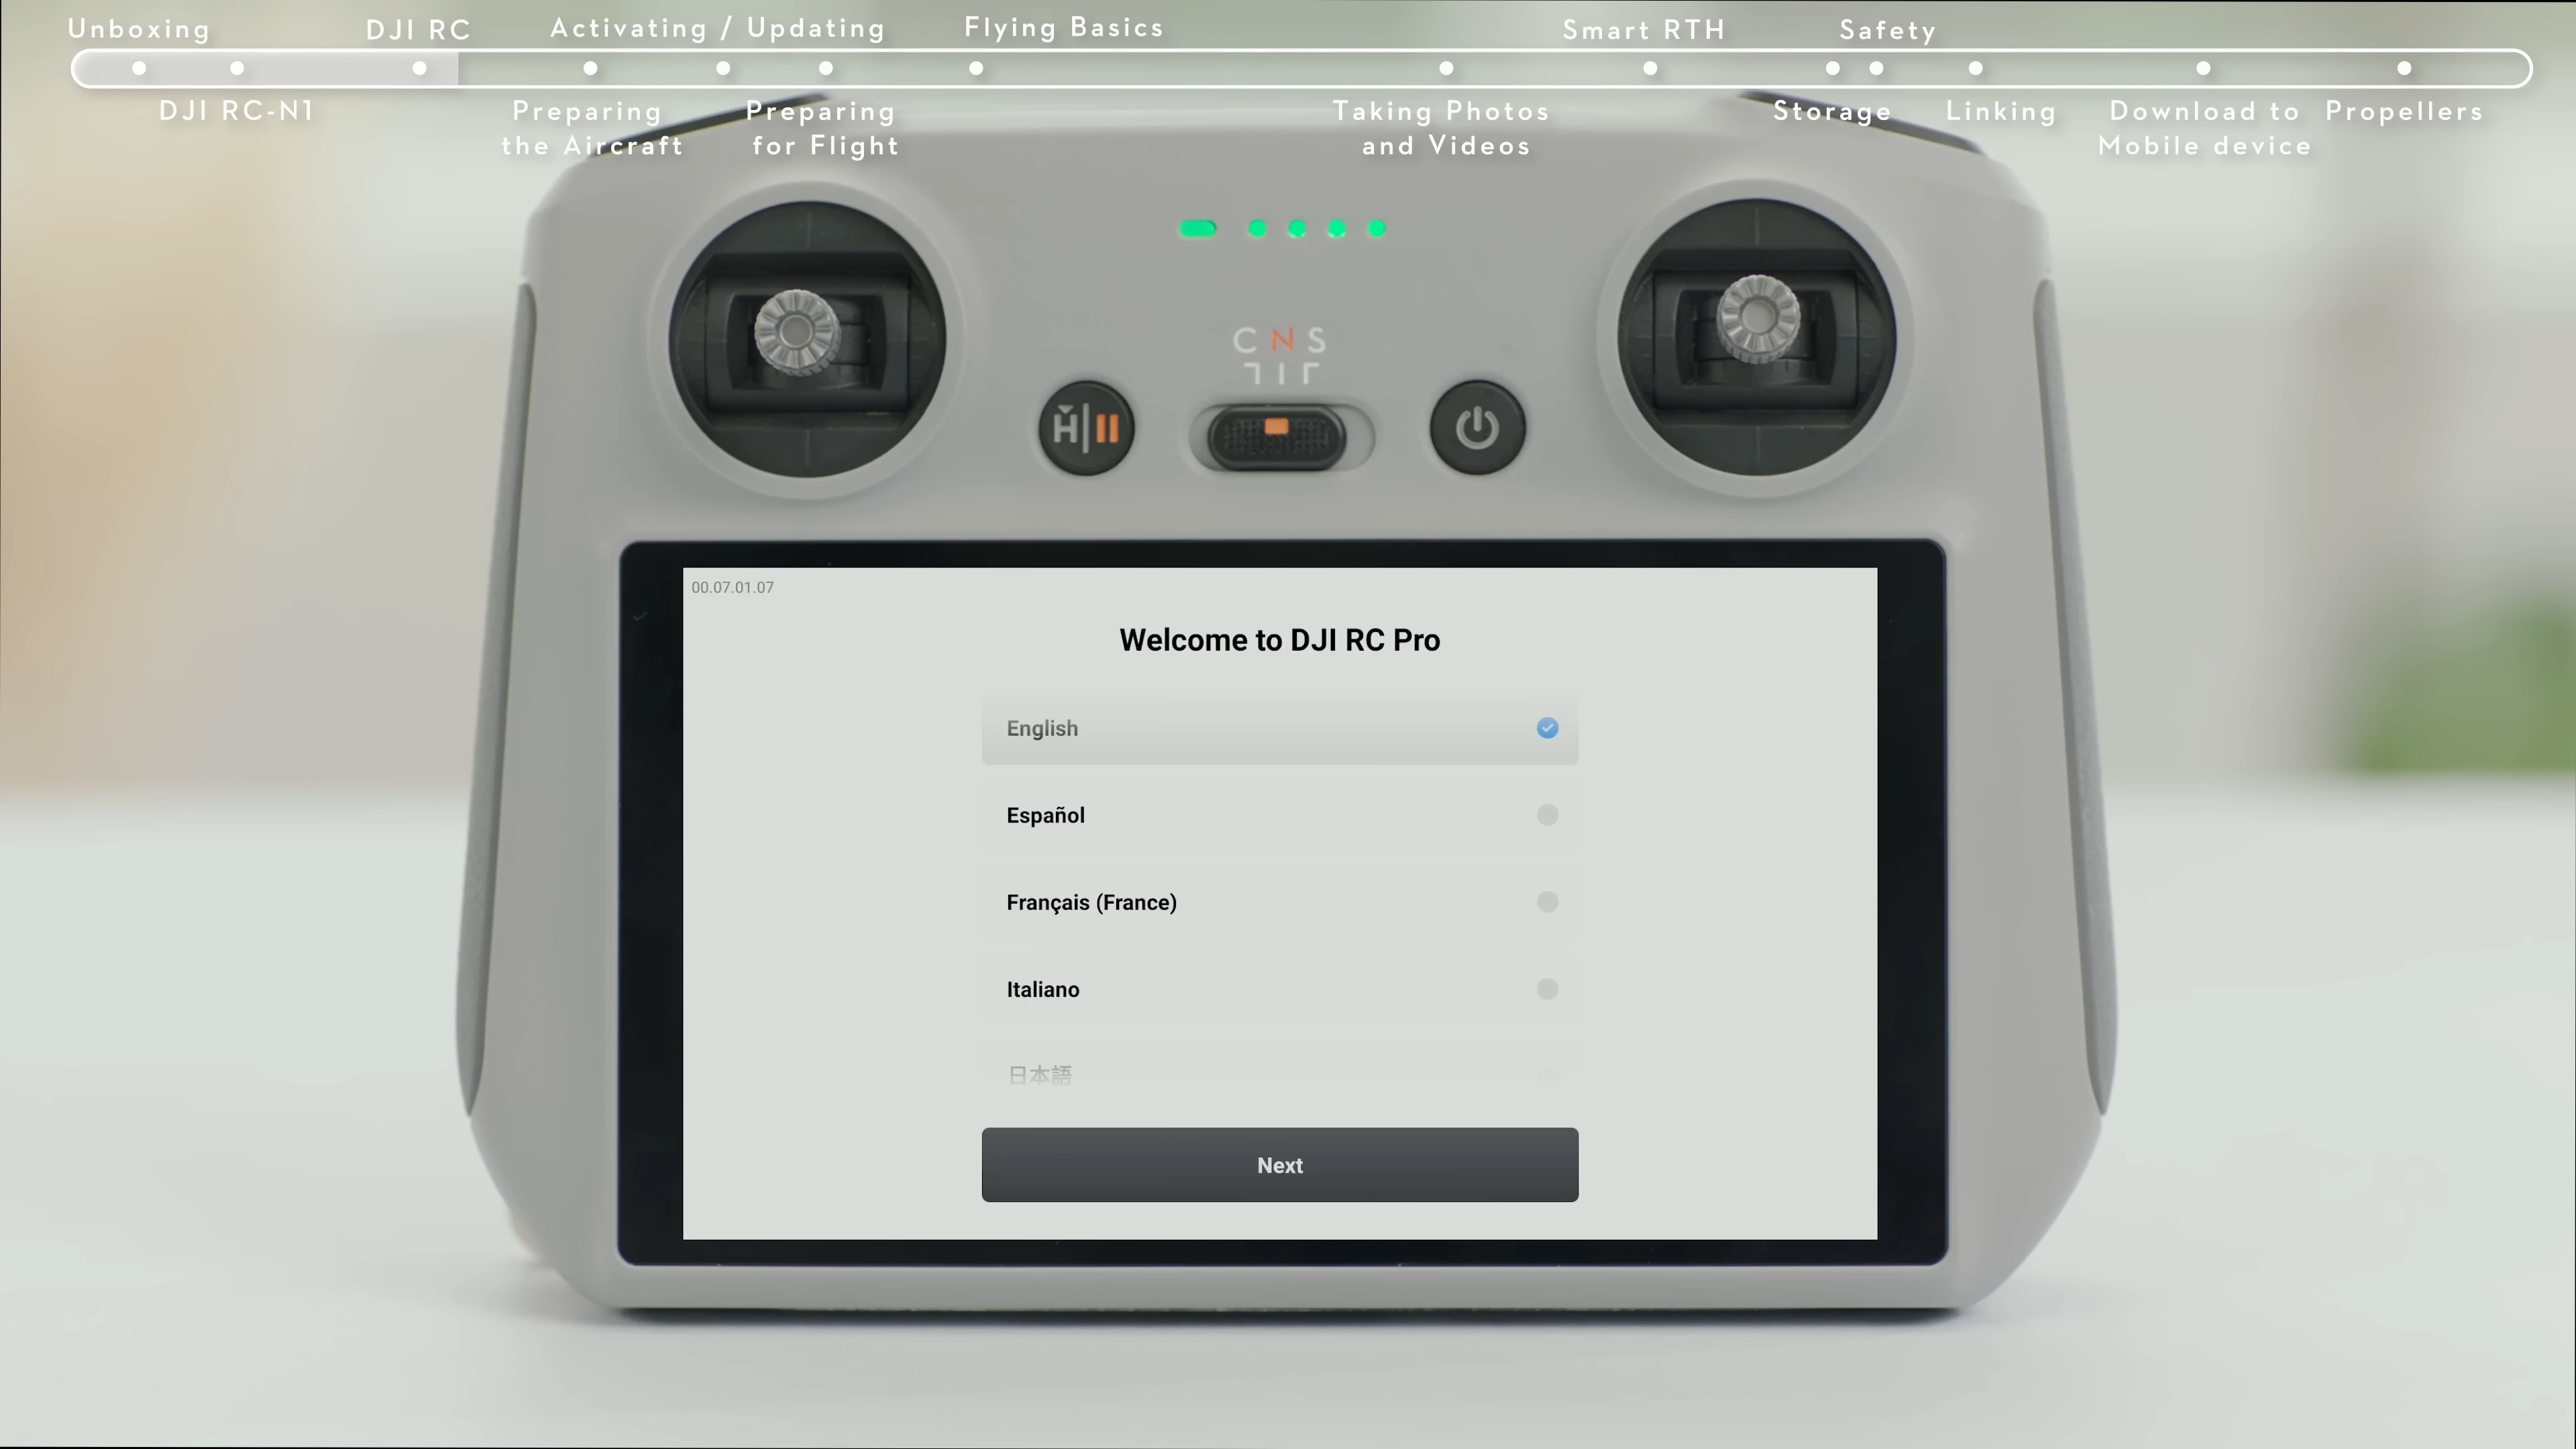 Unboxing
DJI RC
Activating / Updating
Flying Basics
Smart RTH
Safety
DJI RC-N1
Preparing
the Aircraft
Preparing
for Flight
Taking Photos
and Videos
Storage
Linking
Download to
Mobile device
Propellers
C N S
H
00.07.01.07
Welcome to DJI RC Pro
English
Español
Français (France)
Italiano
日本語
Next